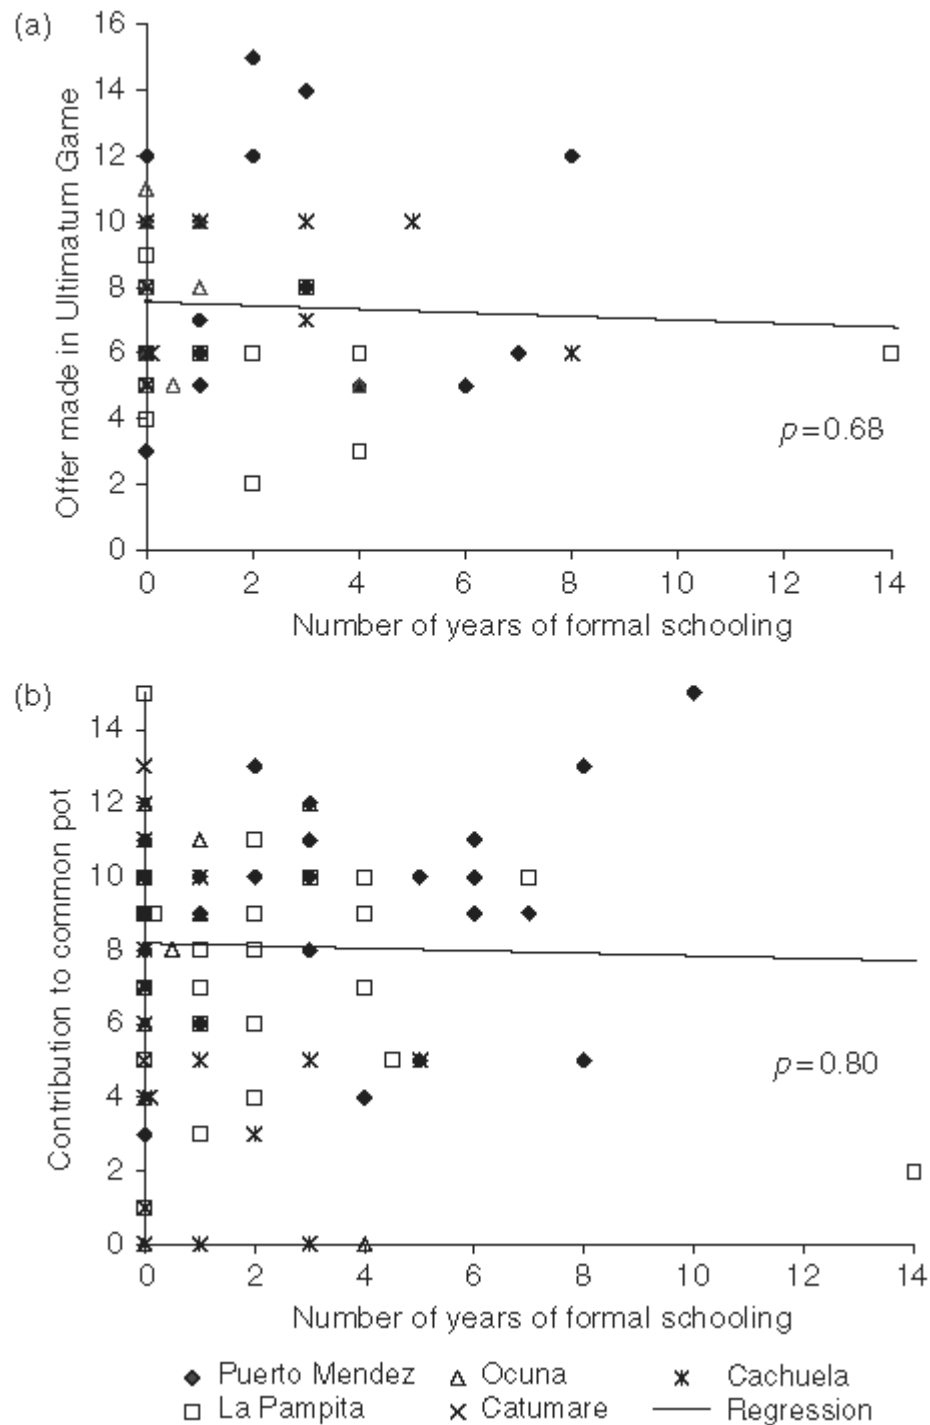 (a)
16
14
12
10
8
6
4
2
0
Offer made in Ultimatum Game
p=0.68
0 2 4 6 8 10 12 14
Number of years of formal schooling
(b)
14
12
10
8
6
4
2
0
Contribution to common pot
p=0.80
0 2 4 6 8 10 12 14
Number of years of formal schooling
Puerto Mendez Ocuna Cachuela
La Pampita Catumare Regression